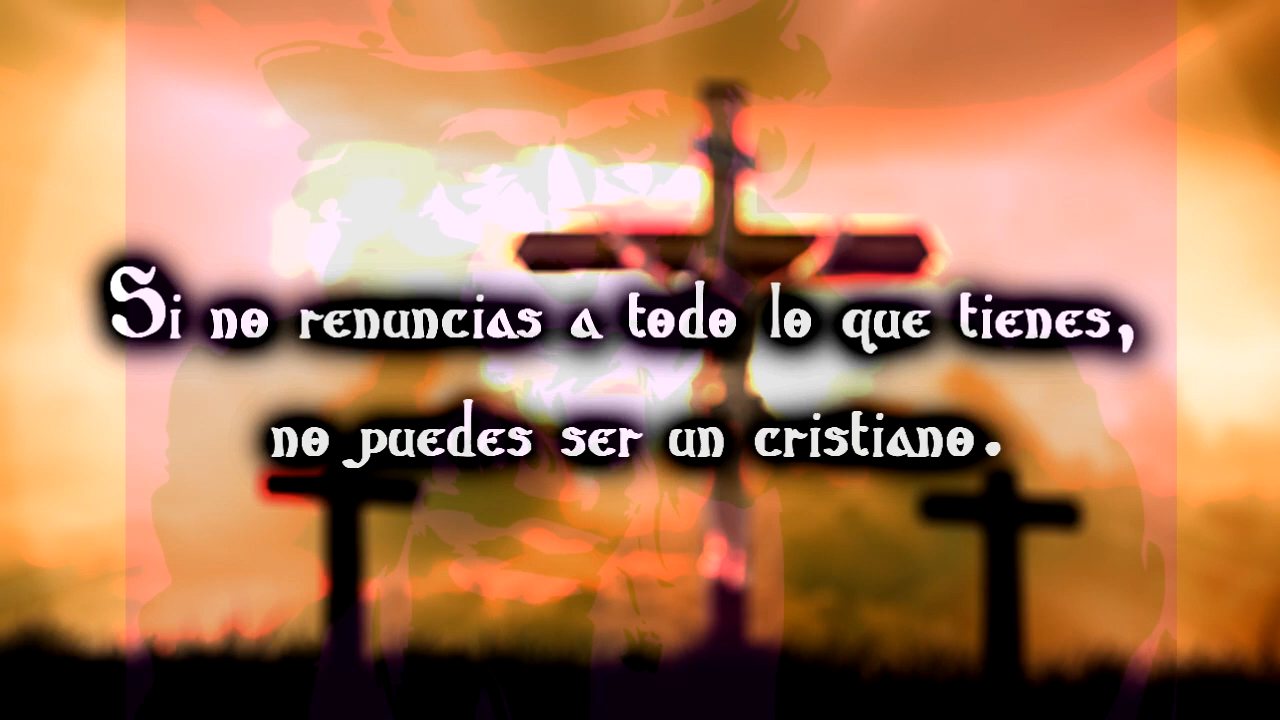 Si no renuncias a todo lo que tienes,
no puedes ser un cristiano.